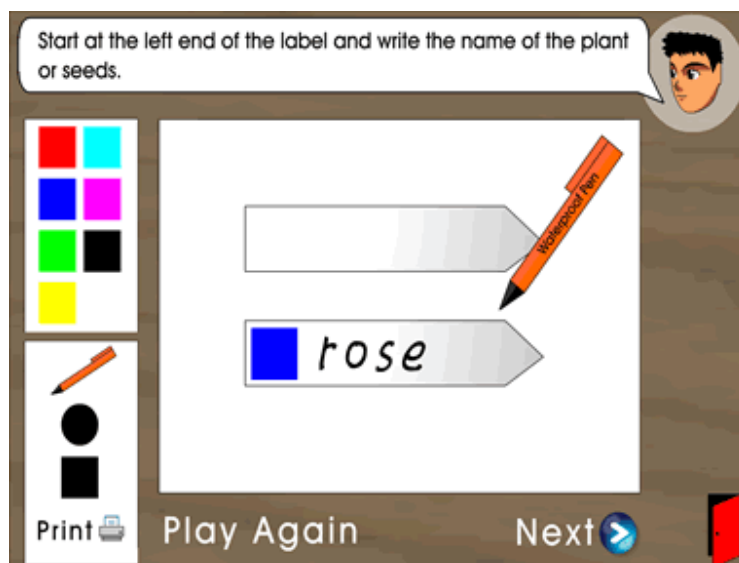 Start at the left end of the label and write the name of the plant
or seeds.
Waterproof Pen
rose
Print
Play Again
Next